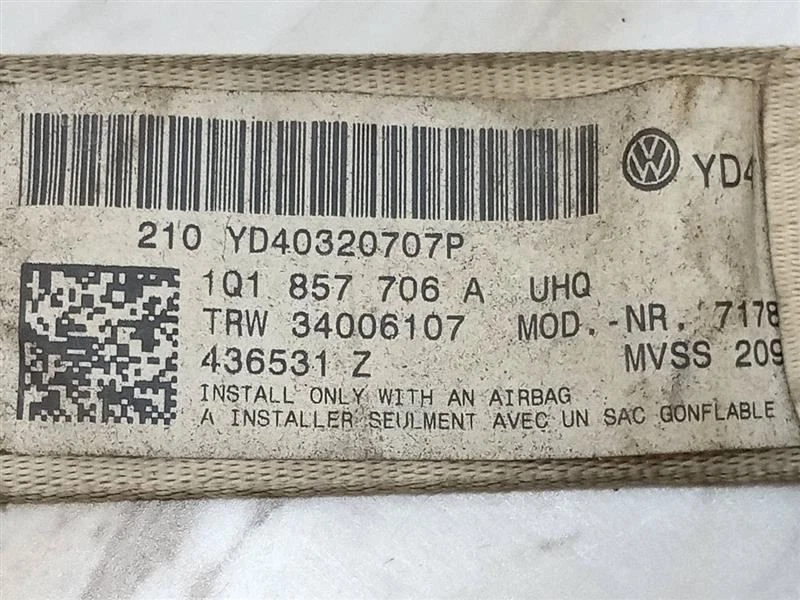 VW YD4
210 YD40320707P
1Q1 857 706 A UHQ
TRW 34006107 MOD.-NR. 7178
436531 Z MVSS 209
INSTALL ONLY WITH AN AIRBAG
A INSTALLER SEULMENT AVEC UN SAC GONFLABLE